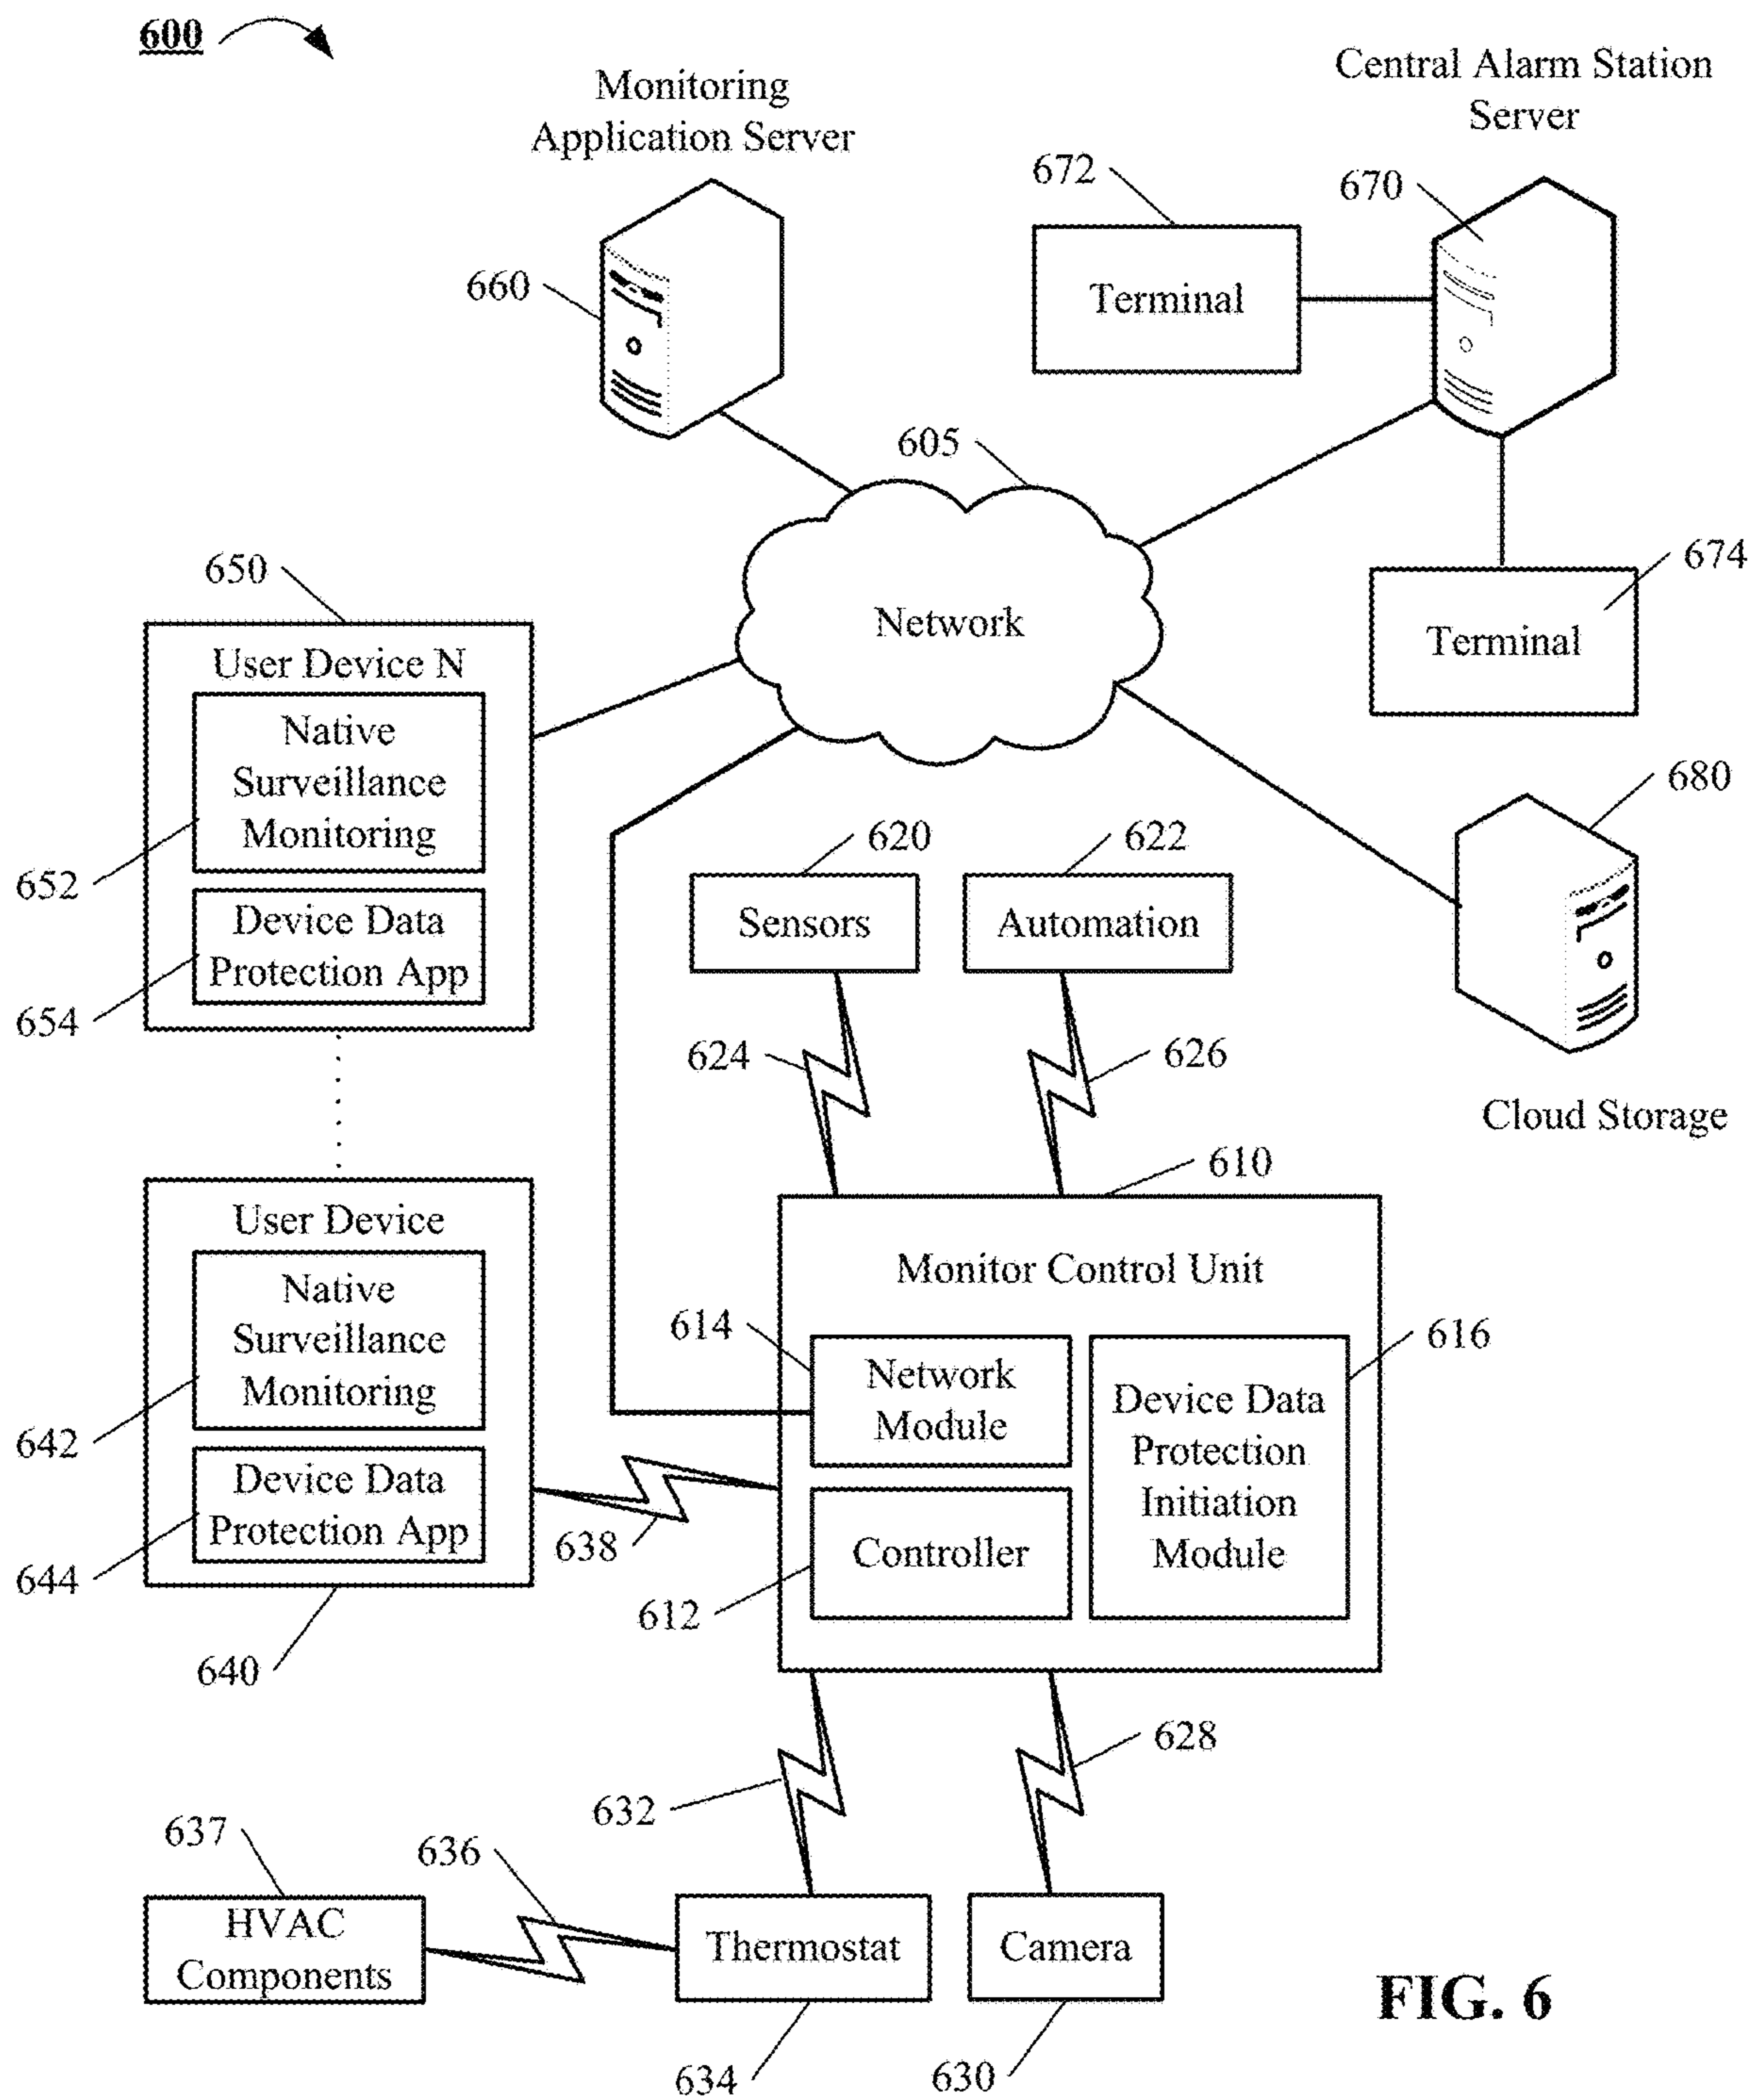 600
Monitoring
Application Server
Central Alarm Station
Server
672
670
660
Terminal
605
674
650
Network
Terminal
User Device N
Native
Surveillance
Monitoring
680
620
622
652
Device Data
Protection App
Sensors
Automation
654
624
626
Cloud Storage
610
User Device
Native
Surveillance
Monitoring
Monitor Control Unit
614
616
Network
Module
Device Data
Protection
Initiation
Module
642
Device Data
Protection App
638
Controller
644
612
640
628
632
637
636
HVAC
Components
Thermostat
Camera
634
630
FIG. 6